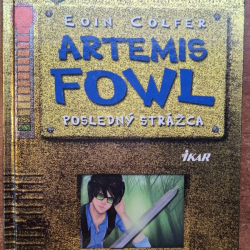 EOIN COLFER
ARTEMIS
FOWL
POSLEDNÝ STRÁŽCA
IKAR